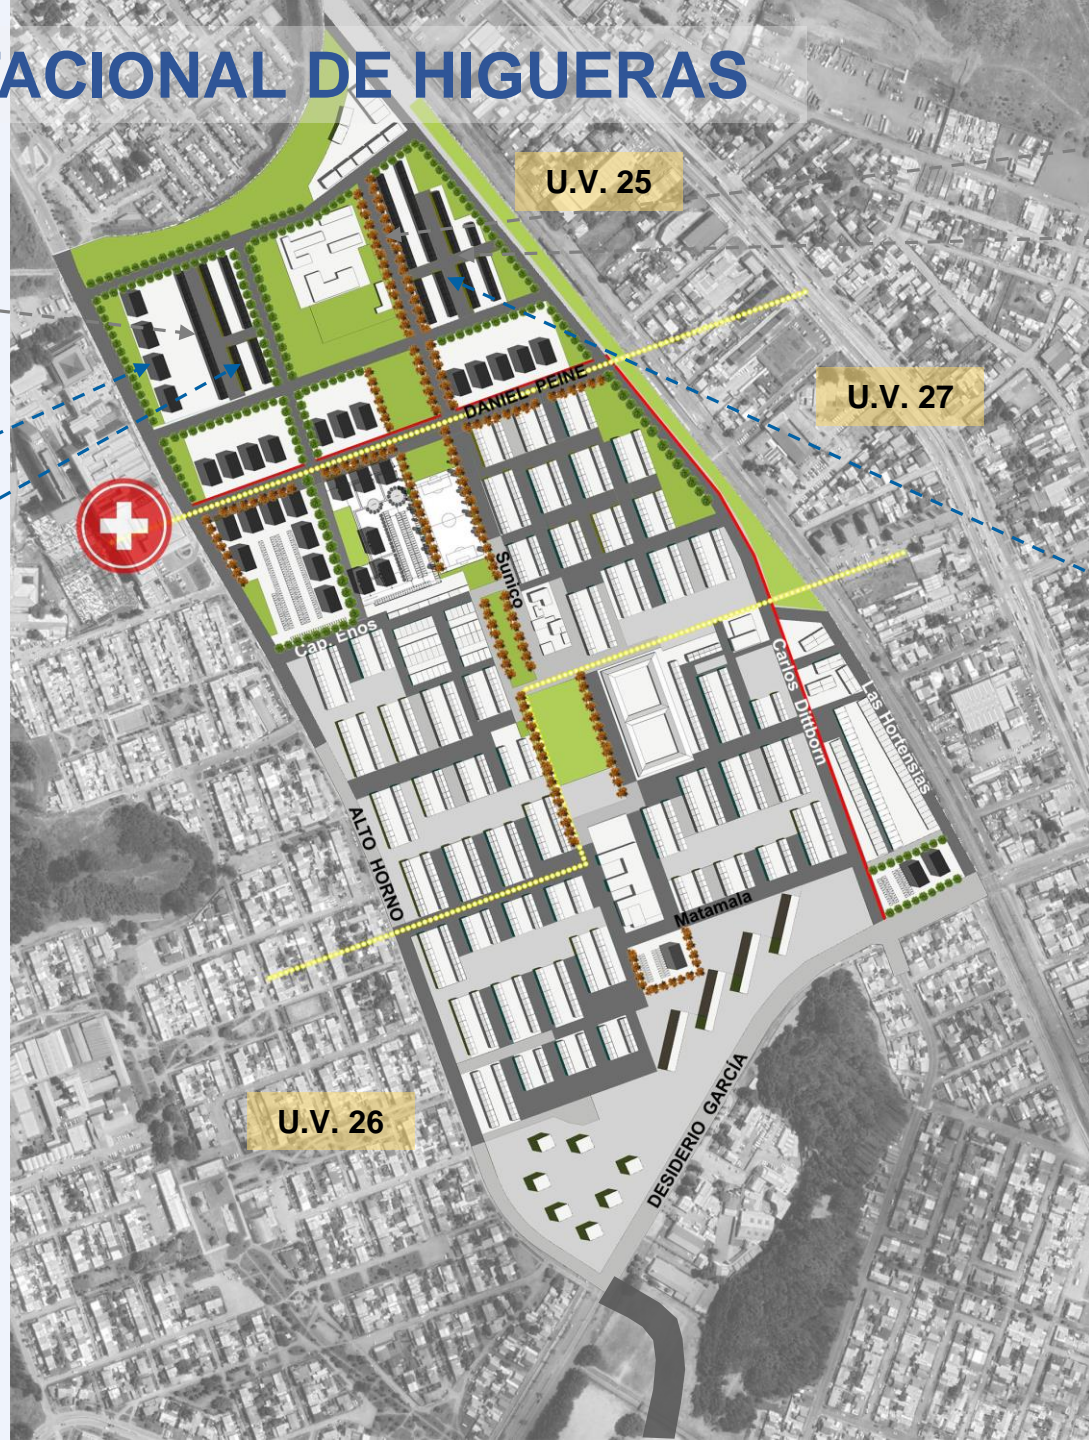 ACIONAL DE HIGUERAS
U.V. 25
U.V. 27
DANIEL PEINE
Sunico
Cap. Enos
Carlos Dittborn
Las Hortensias
ALTO HORNO
Matamala
DESIDERIO GARCÍA
U.V. 26